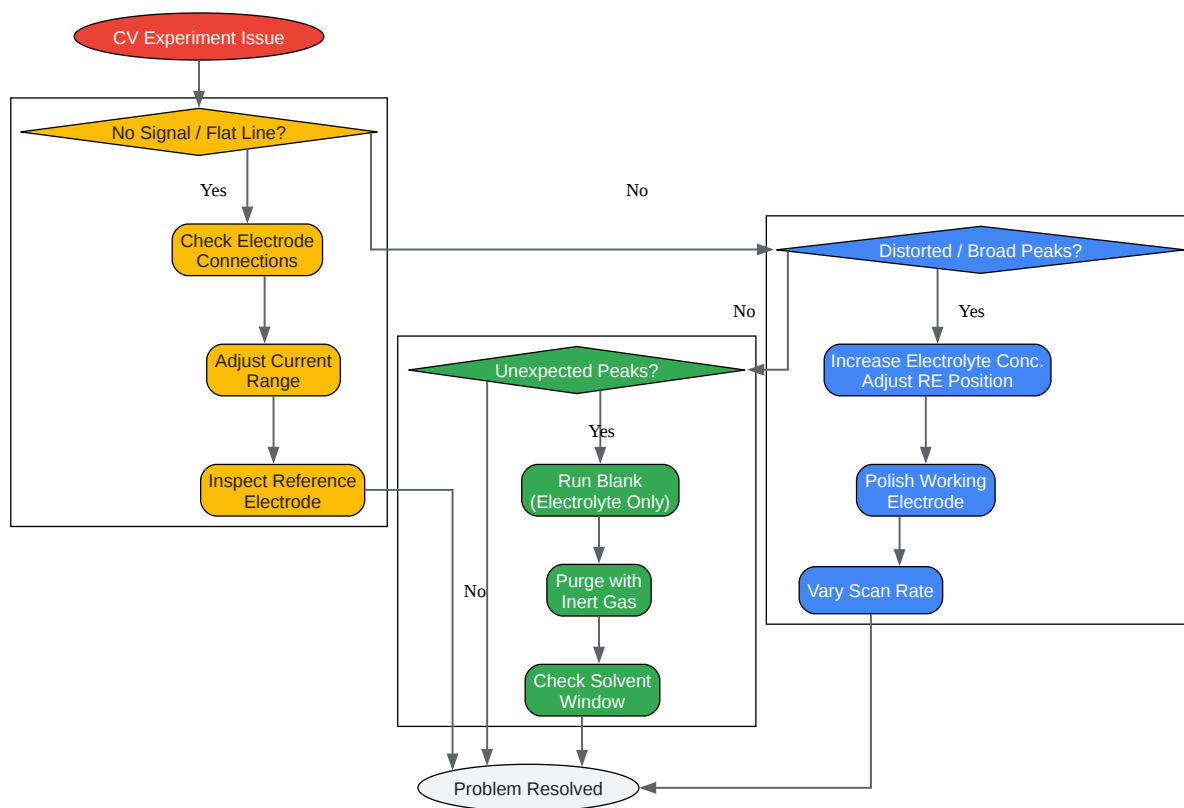 CV Experiment Issue
No Signal / Flat Line?
Yes
No
Check Electrode
Connections
Adjust Current
Range
Inspect Reference
Electrode
Distorted / Broad Peaks?
No
Yes
Increase Electrolyte Conc.
Adjust RE Position
Polish Working
Electrode
Vary Scan Rate
Unexpected Peaks?
Yes
Run Blank
(Electrolyte Only)
Purge with
Inert Gas
No
Check Solvent
Window
Problem Resolved